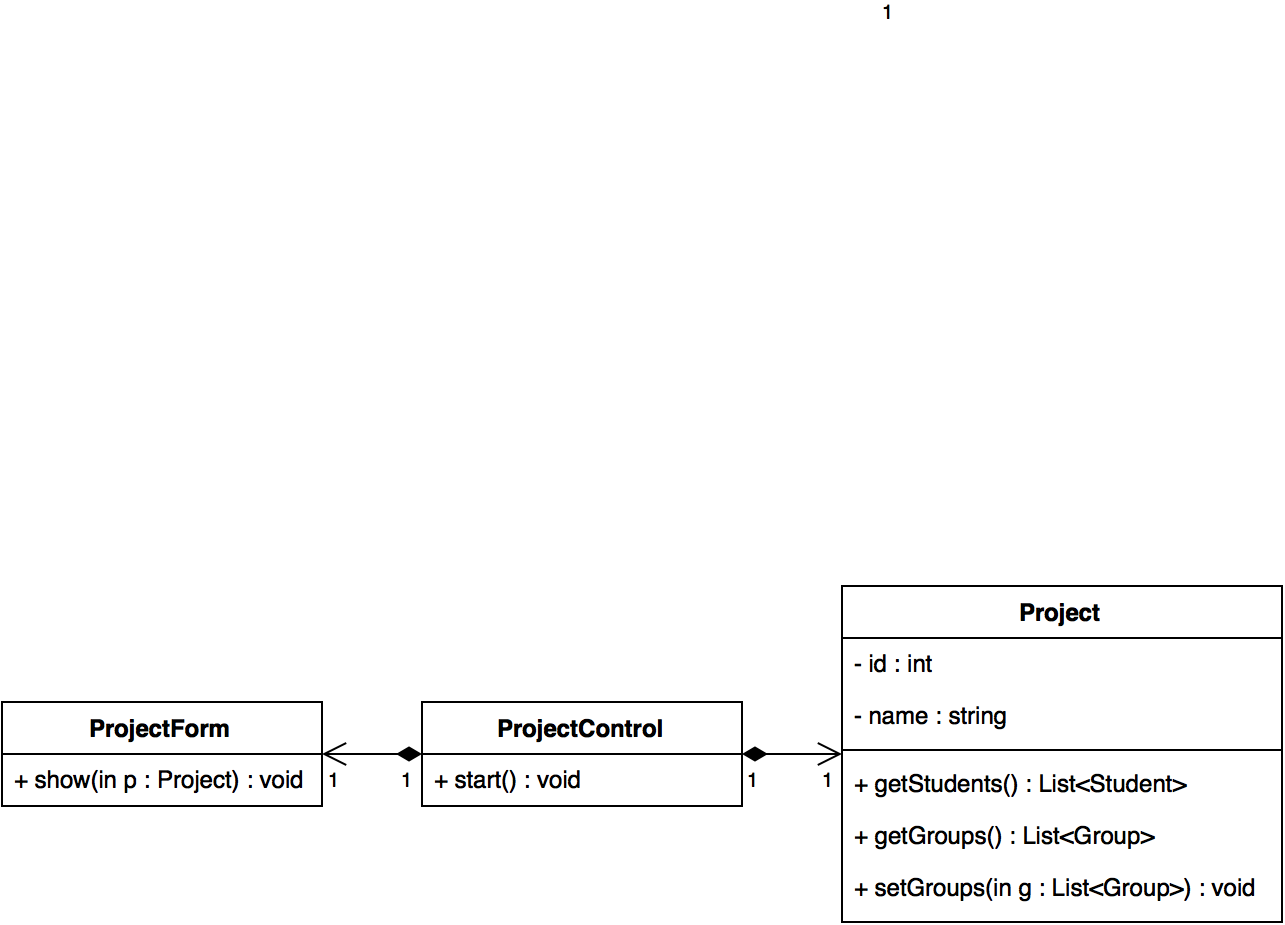 1
Project
- id : int
- name : string
+ getStudents() : List<Student>
+ getGroups() : List<Group>
+ setGroups(in g : List<Group>) : void
ProjectForm
+ show(in p : Project) : void
1
1
ProjectControl
+ start() : void
1
1